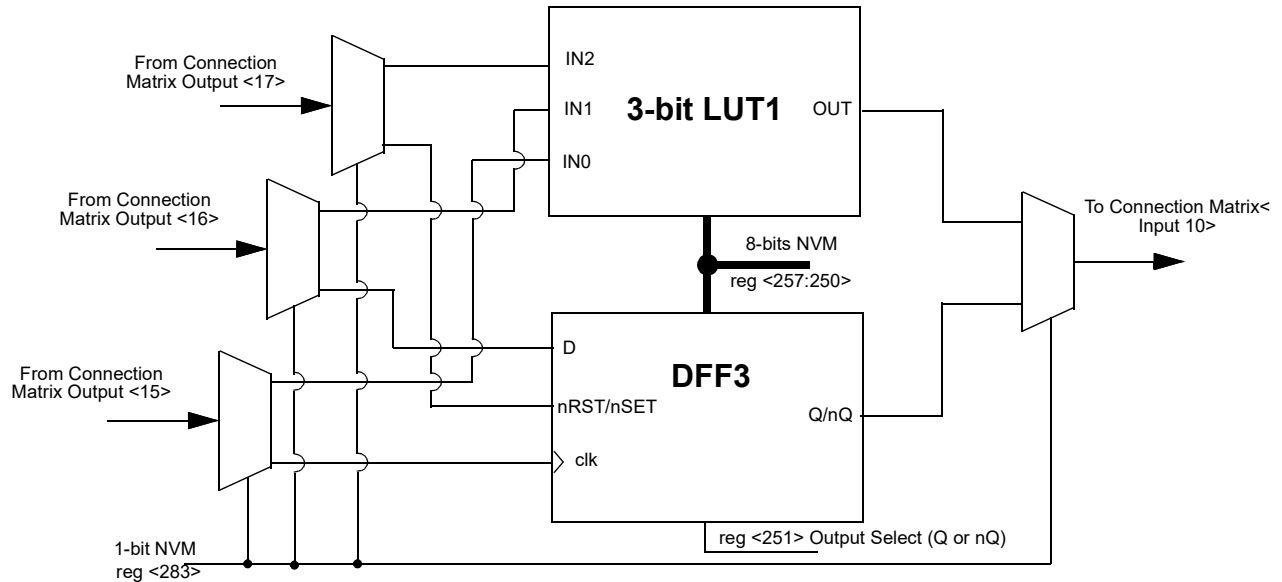 From Connection
Matrix Output <17>
IN2
IN1
IN0
3-bit LUT1
OUT
From Connection
Matrix Output <16>
To Connection Matrix<
Input 10>
8-bits NVM
reg <257:250>
From Connection
Matrix Output <15>
D
DFF3
nRST/nSET
Q/nQ
clk
reg <251> Output Select (Q or nQ)
1-bit NVM
reg <283>